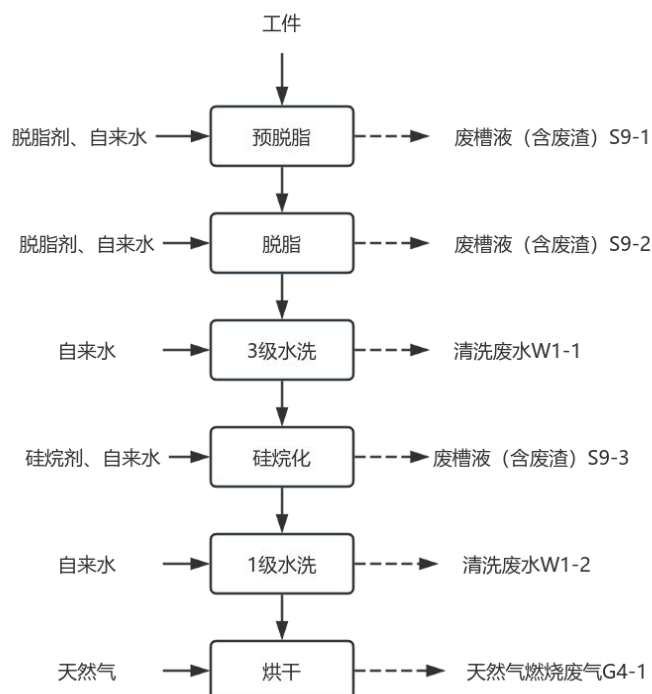 工件
脱脂剂、自来水 预脱脂 废槽液（含废渣）S9-1
脱脂剂、自来水 脱脂 废槽液（含废渣）S9-2
自来水 3级水洗 清洗废水W1-1
硅烷剂、自来水 硅烷化 废槽液（含废渣）S9-3
自来水 1级水洗 清洗废水W1-2
天然气 烘干 天然气燃烧废气G4-1